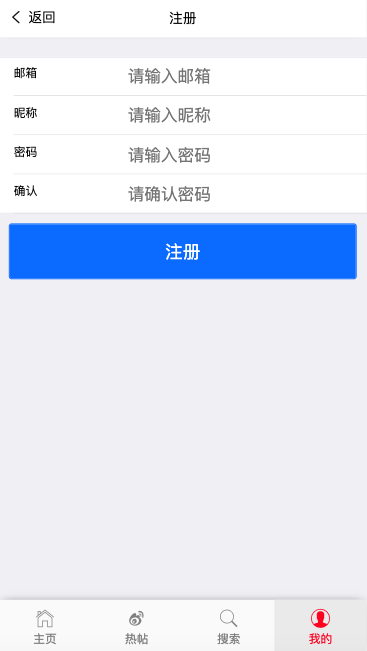 返回
注册
邮箱 请输入邮箱
昵称 请输入昵称
密码 请输入密码
确认 请确认密码
注册
主页 热帖 搜索 我的